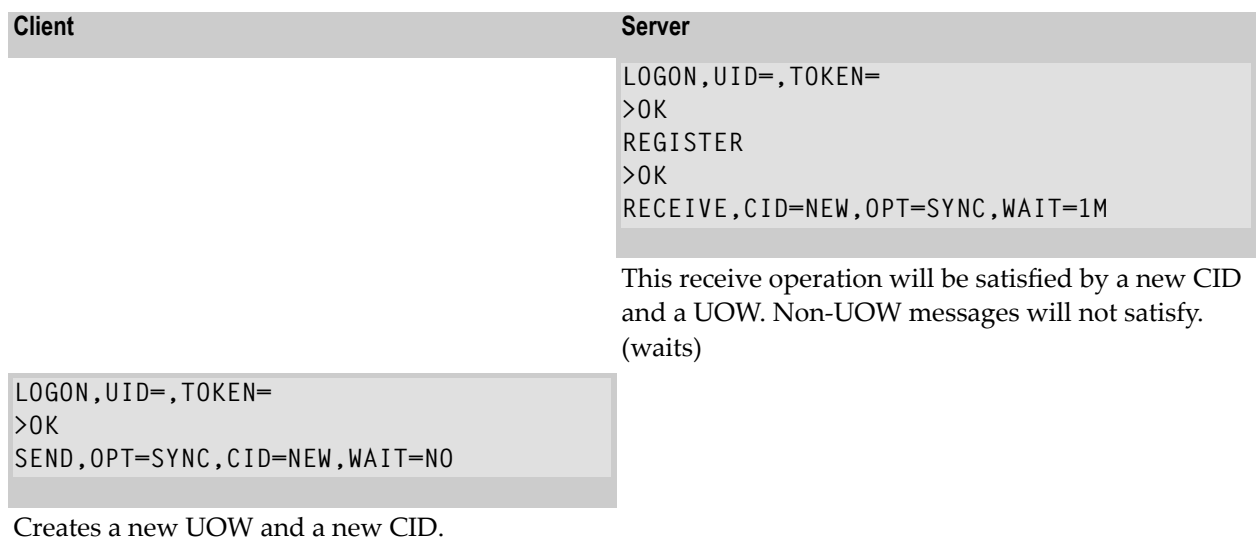 Client Server
LOGON,UID=,TOKEN=
>OK
REGISTER
>OK
RECEIVE,CID=NEW,OPT=SYNC,WAIT=1M
This receive operation will be satisfied by a new CID
and a UOW. Non-UOW messages will not satisfy.
(waits)
LOGON,UID=,TOKEN=
>OK
SEND,OPT=SYNC,CID=NEW,WAIT=NO
Creates a new UOW and a new CID.